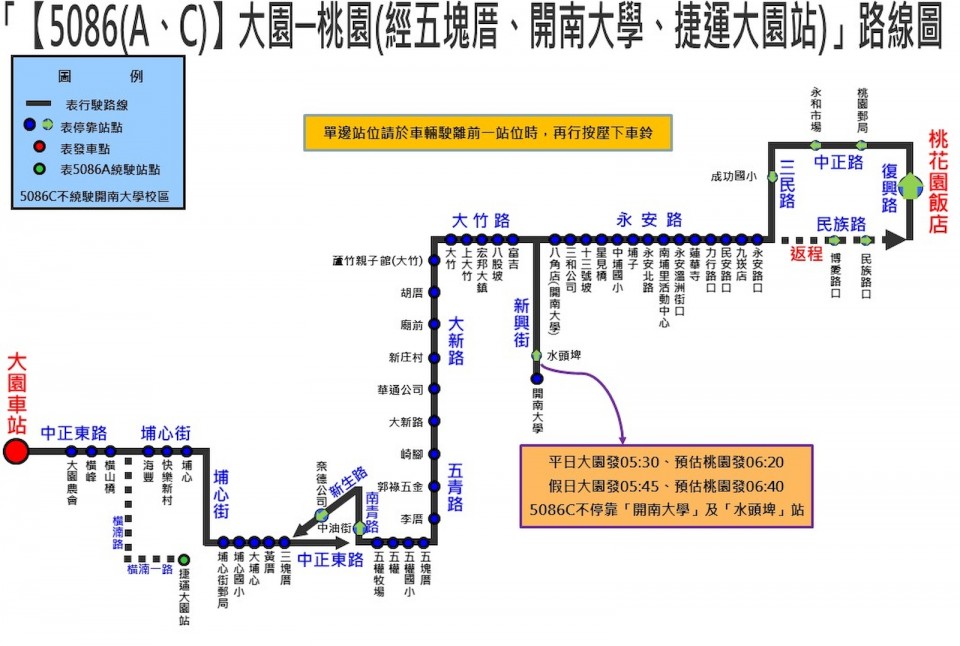 「【5086(A、C)】大園─桃園(經五塊厝、開南大學、捷運大園站)」路線圖
圖 例
表行駛路線
表停靠站點
表發車點
表5086A繞駛站點
5086C不繞駛開南大學校區
單邊站位請於車輛駛離前一站位時，再行按壓下車鈴
永和市場
桃園郵局
中正路
成功國小
三民路
復興路
桃花園飯店
民族路
返程
博愛路口
民族路口
大竹路
永安路
大竹
上大竹
宏邦大鎮
八股坡
富吉
八角店(開南大學)
三和公司
十三號坡
星見橋
中埔國小
埔子
永安北路
南埔里活動中心
永安溫洲街口
蓮華寺
力行路口
民安路口
九崁店
永安路口
新興街
水頭埤
開南大學
蘆竹親子館(大竹)
胡厝
廟前
新庄村
華通公司
大新路
崎腳
郭祿五金
李厝
大新路
五青路
平日大園發05:30、預估桃園發06:20
假日大園發05:45、預估桃園發06:40
5086C不停靠「開南大學」及「水頭埤」站
大園車站
中正東路
埔心街
大園農會
橫峰
橫山橋
海豐
快樂新村
埔心
埔心街
橫湳路
橫湳一路
捷運大園站
埔心街郵局
埔心國小
大埔心
黃厝
三塊厝
中正東路
奈德公司
新生路
中油街
南青路
五權牧場
五權
五權國小
五塊厝